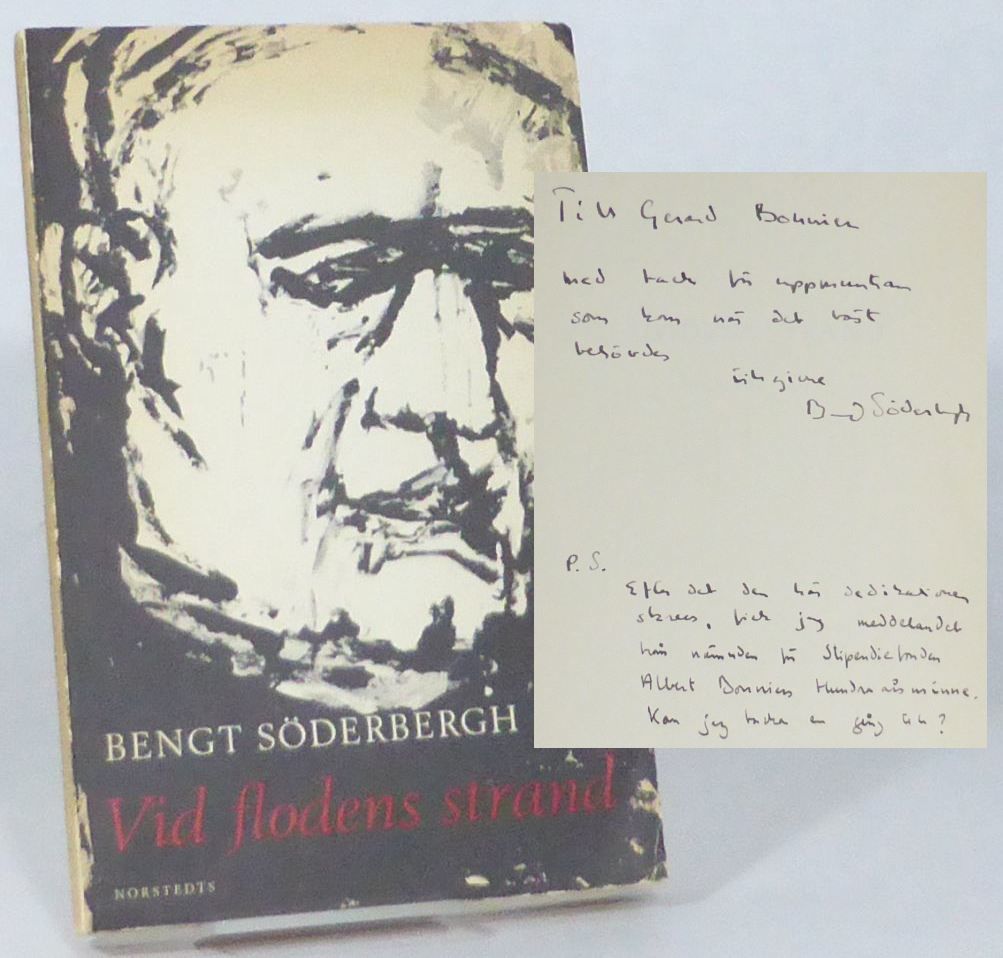 BENGT SÖDERBERGH
Vid flodens strand
NORSTEDTS
Till Gerard Bonnier
med tack för uppmuntran
som kom när det bäst
behövdes
tillgivne
Bengt Söderbergh
P.S.
Efter det den här dedikationen
skrevs, fick jag meddelandet
från nämnden för Stipendiefonden
Albert Bonniers Hundraårsminne.
Kan jag tacka en gång till?